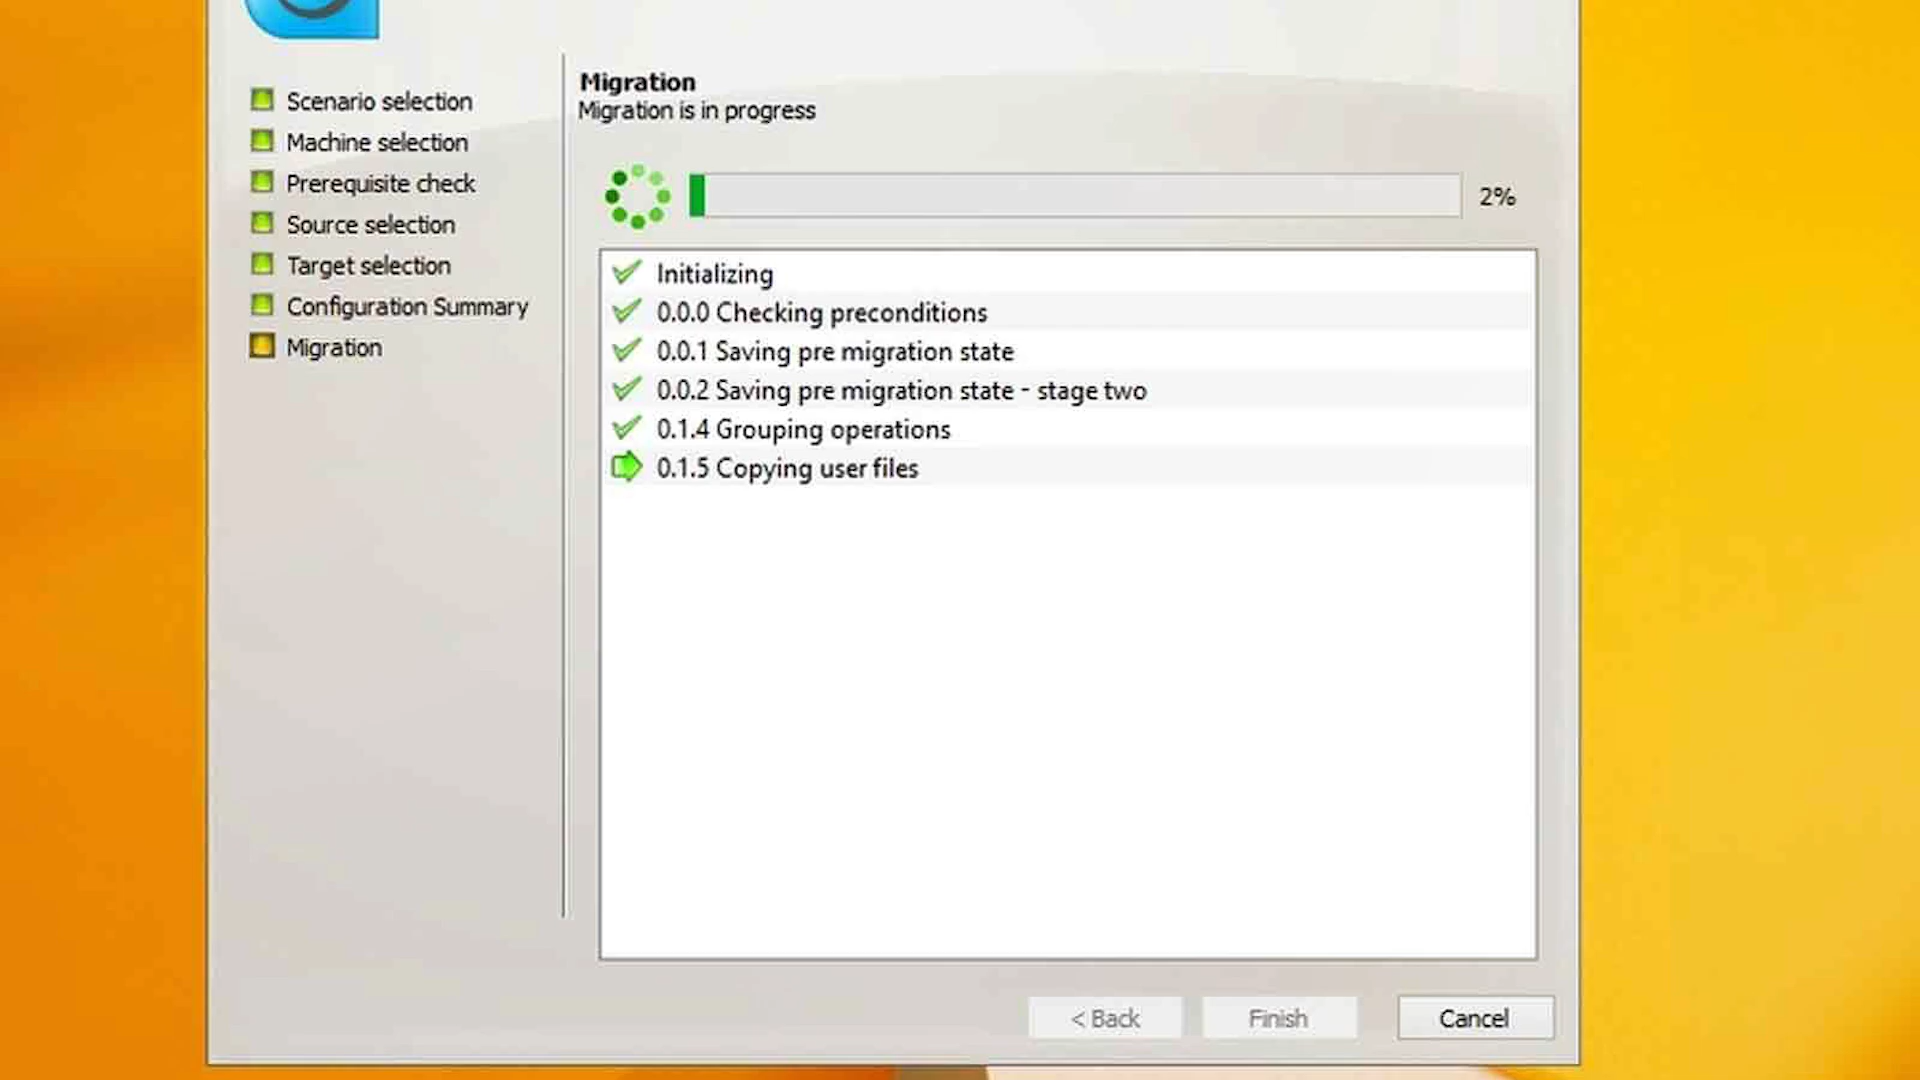 Scenario selection
Machine selection
Prerequisite check
Source selection
Target selection
Configuration Summary
Migration
Migration
Migration is in progress
2%
Initializing
0.0.0 Checking preconditions
0.0.1 Saving pre migration state
0.0.2 Saving pre migration state - stage two
0.1.4 Grouping operations
0.1.5 Copying user files
< Back
Finish
Cancel